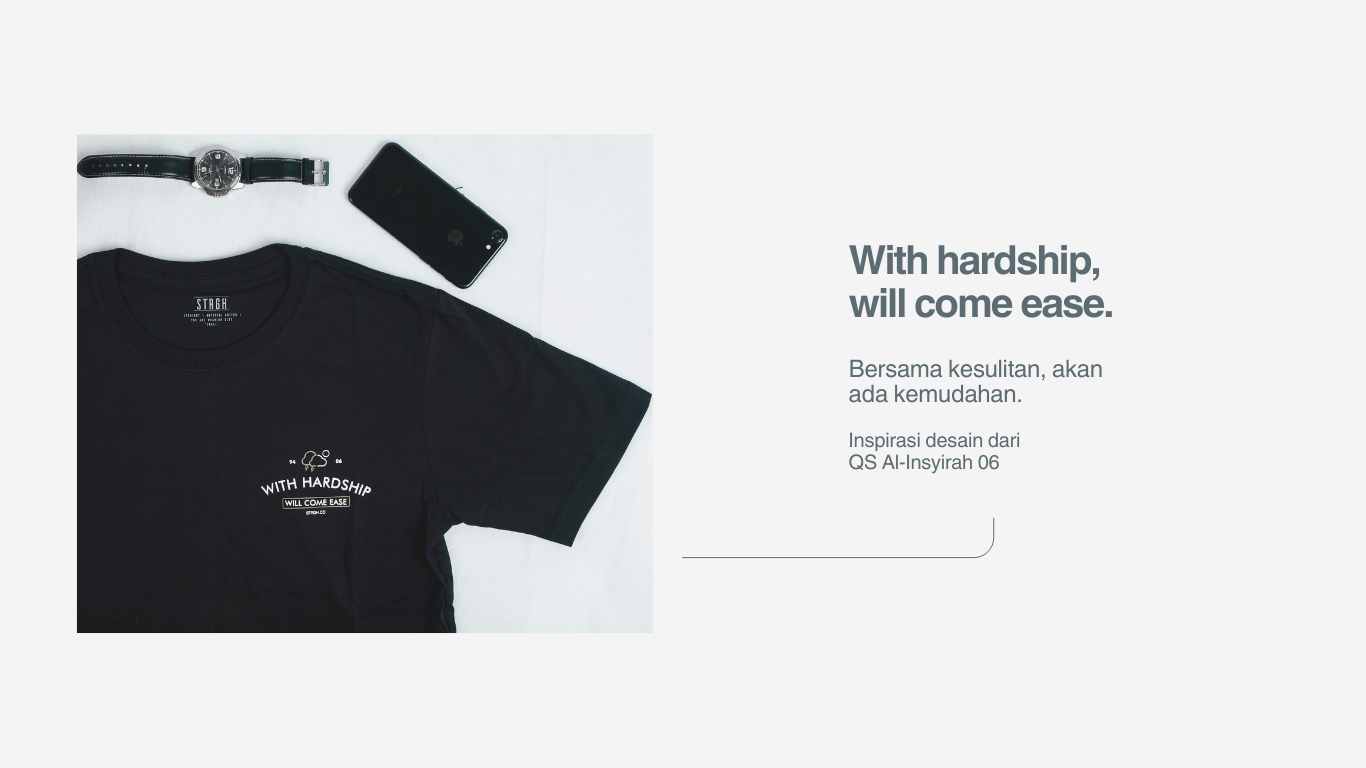 STRGH
94 06
WITH HARDSHIP
WILL COME EASE
STRGH.CO
With hardship,
will come ease.
Bersama kesulitan, akan
ada kemudahan.
Inspirasi desain dari
QS Al-Insyirah 06